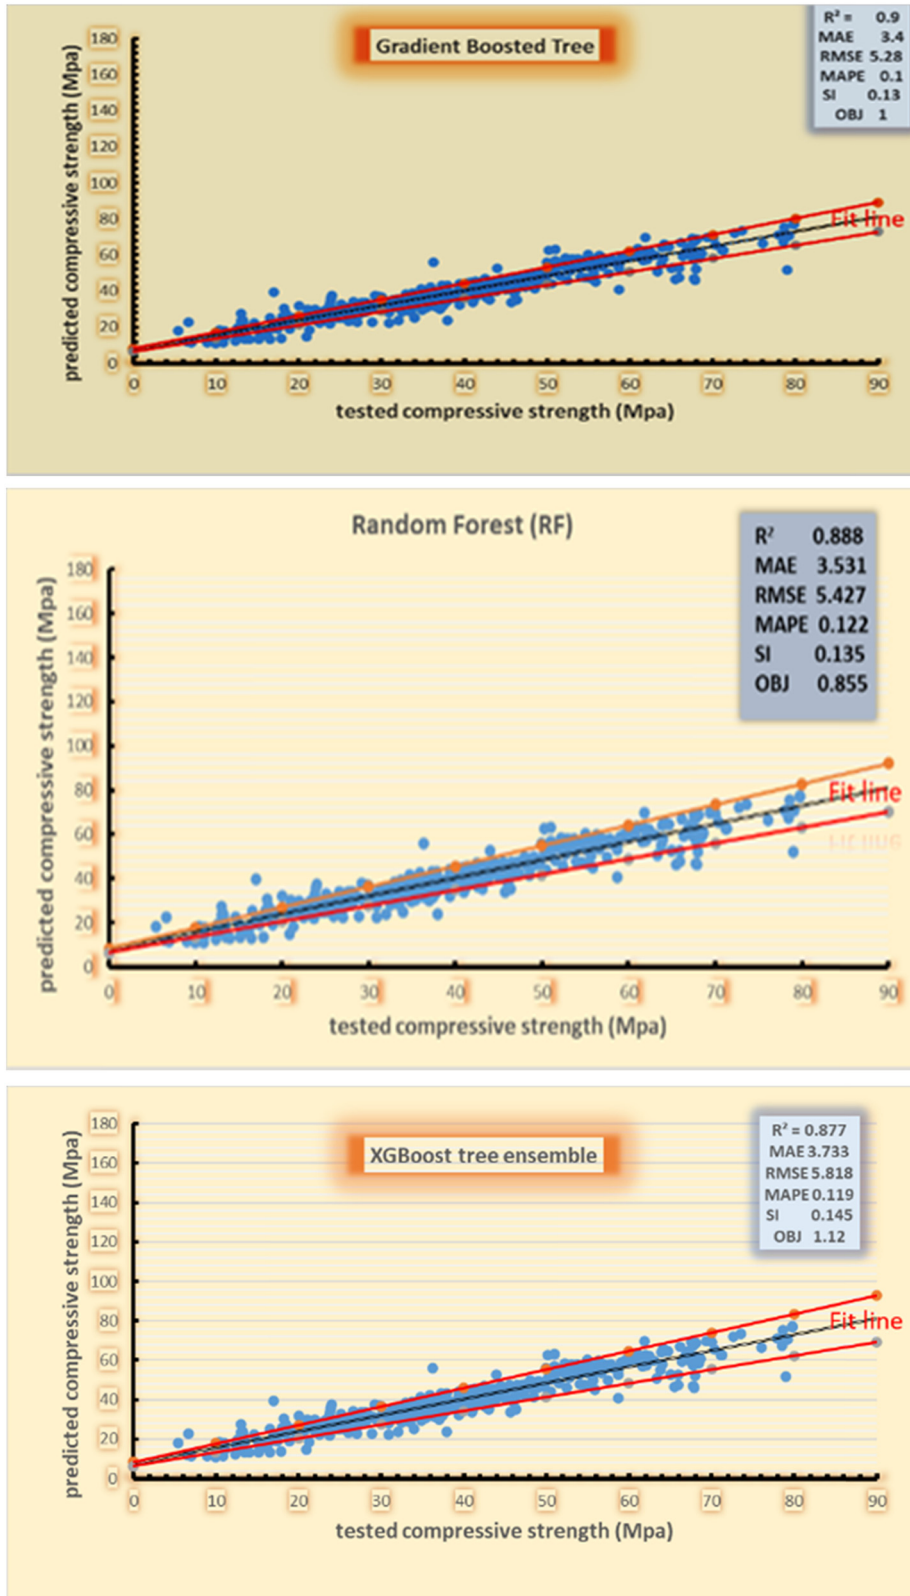 Gradient Boosted Tree
R² = 0.9
MAE 3.4
RMSE 5.28
MAPE 0.1
SI 0.13
OBJ 1
predicted compressive strength (Mpa)
180
160
140
120
100
80
60
40
20
0
Fit line
0 10 20 30 40 50 60 70 80 90
tested compressive strength (Mpa)
Random Forest (RF)
R² 0.888
MAE 3.531
RMSE 5.427
MAPE 0.122
SI 0.135
OBJ 0.855
predicted compressive strength (Mpa)
180
160
140
120
100
80
60
40
20
0
Fit line
0 10 20 30 40 50 60 70 80 90
tested compressive strength (Mpa)
XGBoost tree ensemble
R² = 0.877
MAE 3.733
RMSE 5.818
MAPE 0.119
SI 0.145
OBJ 1.12
predicted compressive strength (Mpa)
180
160
140
120
100
80
60
40
20
0
Fit line
0 10 20 30 40 50 60 70 80 90
tested compressive strength (Mpa)